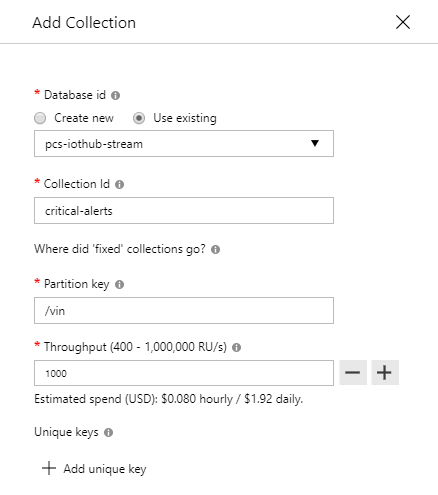 Add Collection
* Database id
Create new Use existing
pcs-iothub-stream
* Collection Id
critical-alerts
Where did 'fixed' collections go?
* Partition key
/vin
* Throughput (400 - 1,000,000 RU/s)
1000
Estimated spend (USD): $0.080 hourly / $1.92 daily.
Unique keys
Add unique key